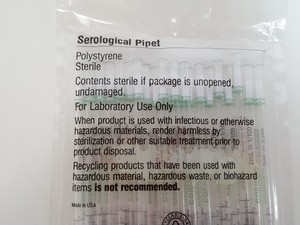 Serological Pipet
Polystyrene
Sterile
Contents sterile if package is unopened,
undamaged.
For Laboratory Use Only
When product is used with infectious or otherwise
hazardous materials, render harmless by
sterilization or other suitable treatment prior to
product disposal.
Recycling products that have been used with
hazardous material, hazardous waste, or biohazard
items is not recommended.
Made in USA